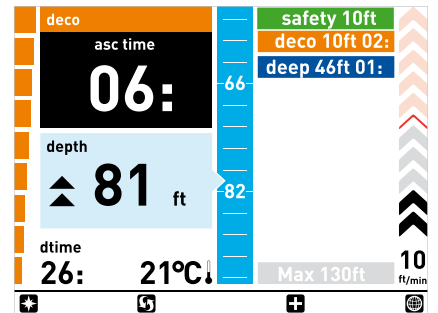 deco
asc time
06:
depth
81 ft
dtime
26: 21°C
66
82
safety 10ft
deco 10ft 02:
deep 46ft 01:
Max 130ft
10
ft/min